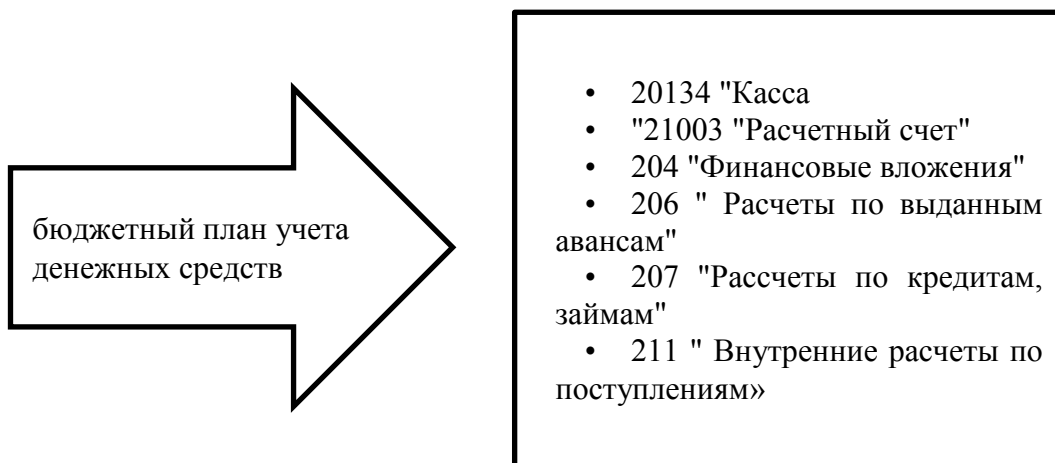 бюджетный план учета
денежных средств
• 20134 "Касса
• "21003 "Расчетный счет"
• 204 "Финансовые вложения"
• 206 " Расчеты по выданным
авансам"
• 207 "Рассчеты по кредитам,
займам"
• 211 " Внутренние расчеты по
поступлениям»